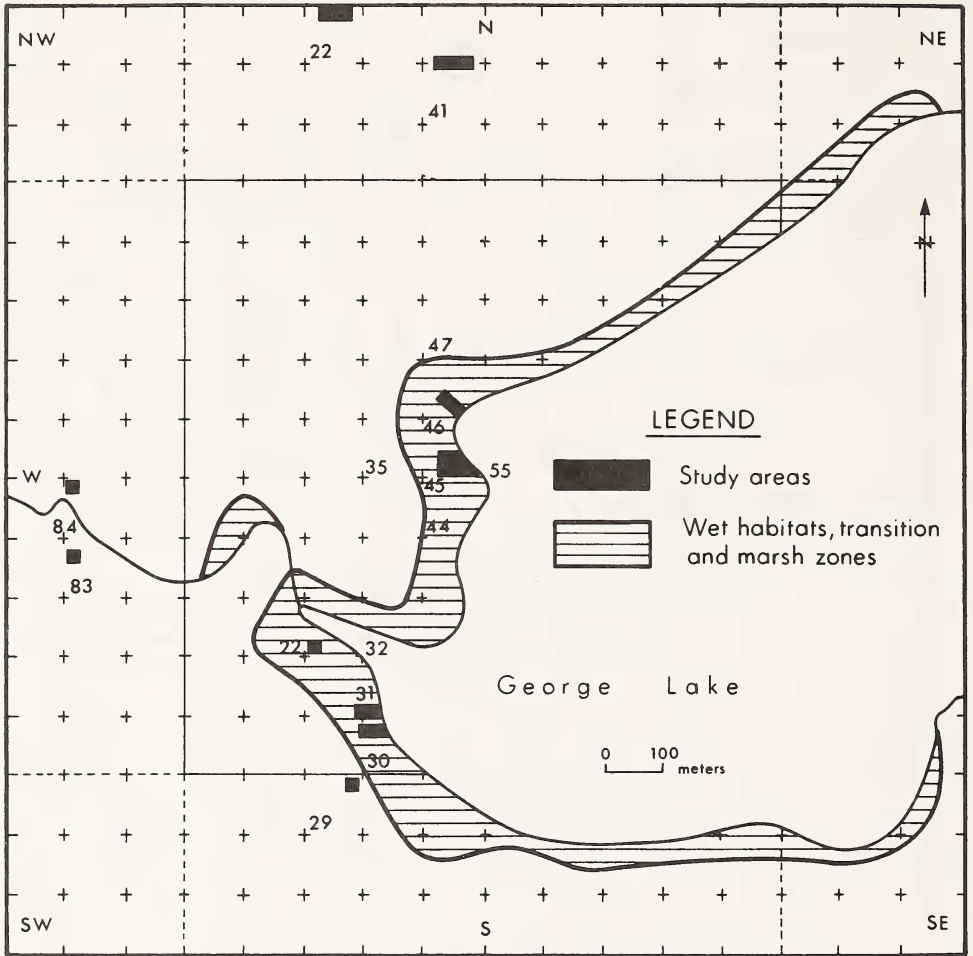 NW
22
N
NE
41
N
47
46
LEGEND
W
35
45
55
Study areas
84
44
Wet habitats, transition
and marsh zones
83
22
32
31
George Lake
0 100
meters
30
29
SW
S
SE